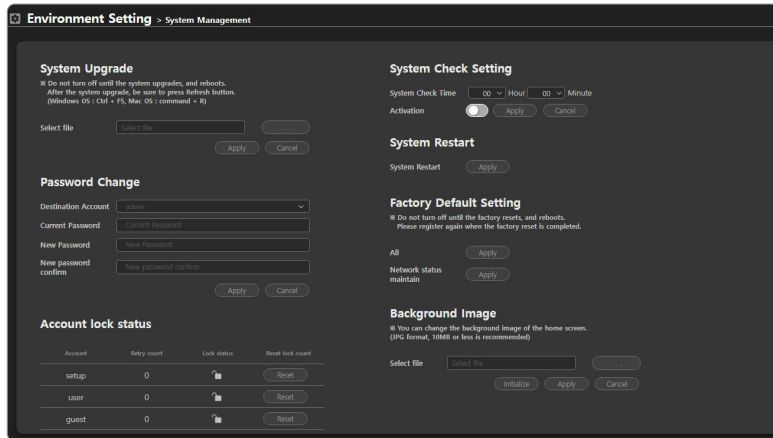 Environment Setting > System Management
System Upgrade
※ Do not turn off until the system upgrades, and reboots.
After the system upgrade, be sure to press Refresh button.
(Windows OS : Ctrl + F5, Mac OS : command + R)
Select file Select file ...
Apply Cancel
Password Change
Destination Account admin
Current Password Current Password
New Password New Password
New password
confirm
New password confirm
Apply Cancel
Account lock status
Account Retry count Lock status Reset lock count
setup 0 Reset
user 0 Reset
guest 0 Reset
System Check Setting
System Check Time 00 Hour 00 Minute
Activation Apply Cancel
System Restart
System Restart Apply
Factory Default Setting
※ Do not turn off until the factory resets, and reboots.
Please register again when the factory reset is completed.
All Apply
Network status
maintain
Apply
Background Image
※ You can change the background image of the home screen.
(JPG format, 10MB or less is recommended)
Select file Select file ...
Initialize Apply Cancel